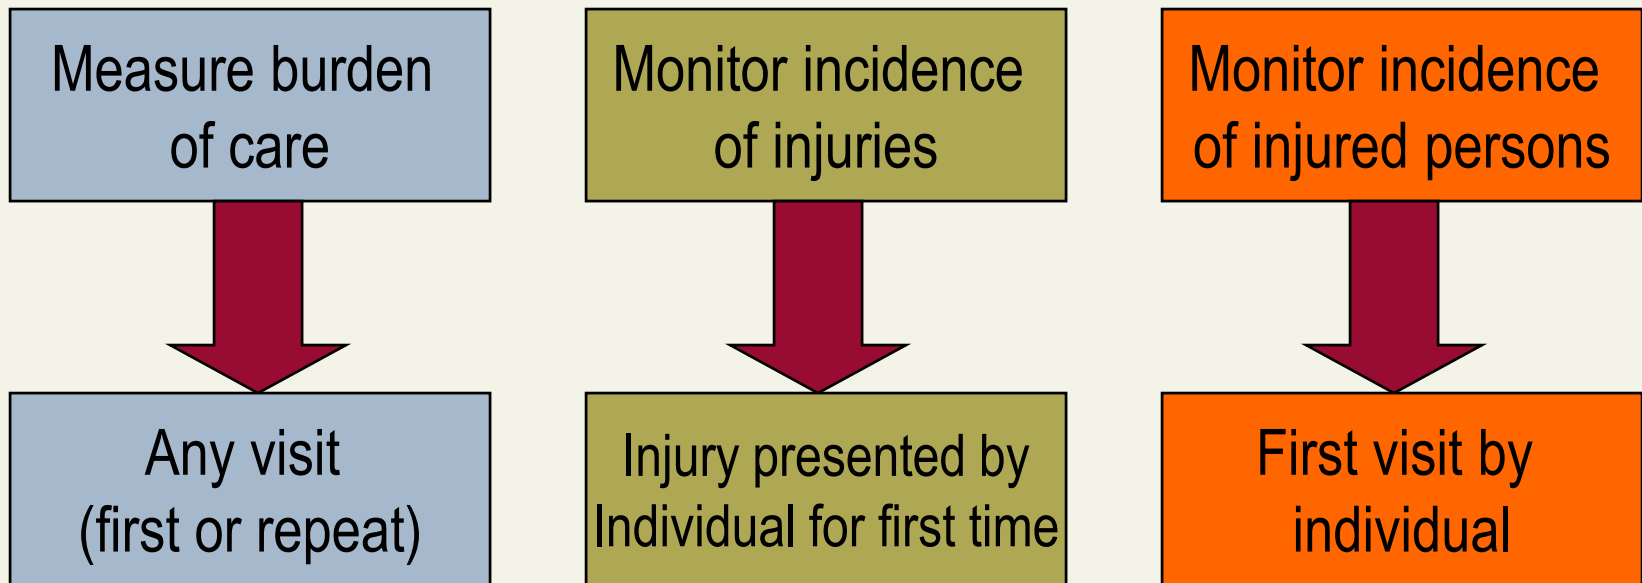 Measure burden
of care
Monitor incidence
of injuries
Monitor incidence
of injured persons
Any visit
(first or repeat)
Injury presented by
Individual for first time
First visit by
individual